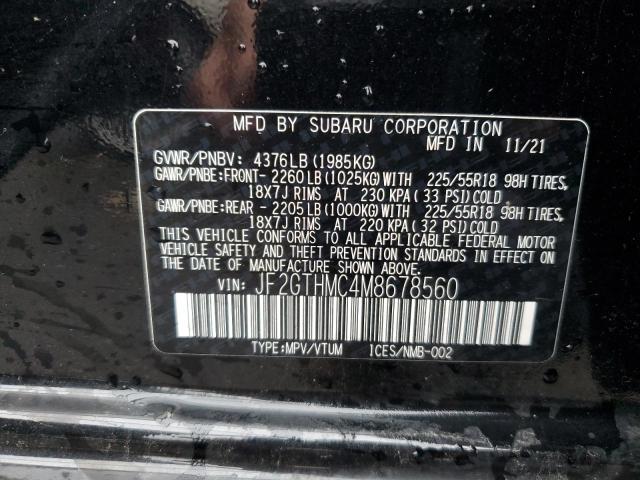 MFD BY SUBARU CORPORATION
MFD IN 11/21
GVWR/PNBV: 4376LB(1985KG)
GAWR/PNBE:FRONT- 2260LB(1025KG)WITH 225/55R18 98H TIRES,
18X7J RIMS AT 230 KPA(33 PSI)COLD
GAWR/PNBE:REAR - 2205LB(1000KG)WITH 225/55R18 98H TIRES,
18X7J RIMS AT 220 KPA(32 PSI)COLD
THIS VEHICLE CONFORMS TO ALL APPLICABLE FEDERAL MOTOR
VEHICLE SAFETY AND THEFT PREVENTION STANDARDS IN EFFECT ON
THE DATE OF MANUFACTURE SHOWN ABOVE.
VIN: JF2GTHMC4M8678560
TYPE:MPV/VTUM ICES/NMB-002